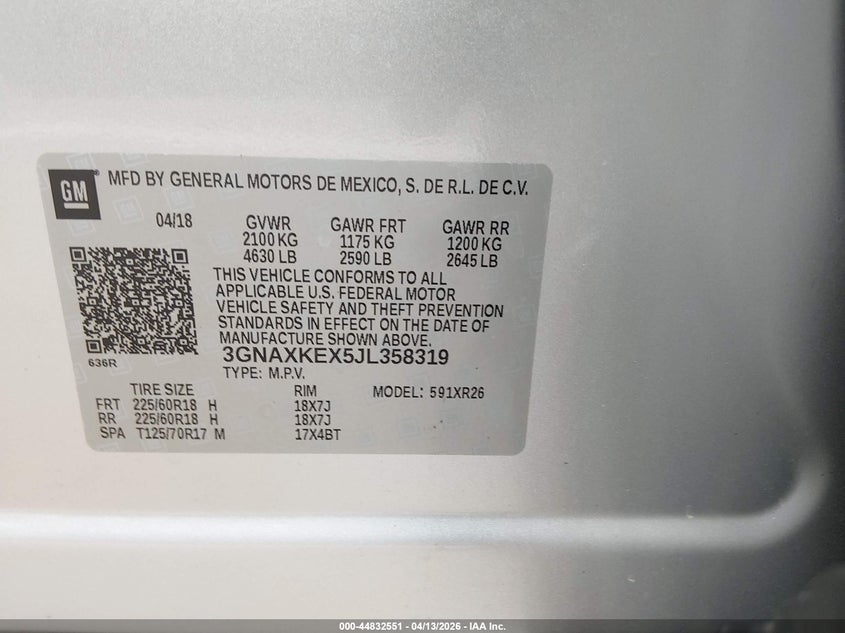 GM ® MFD BY GENERAL MOTORS DE MEXICO, S. DE R.L. DE C.V.
04/18 GVWR GAWR FRT GAWR RR
2100 KG 1175 KG 1200 KG
4630 LB 2590 LB 2645 LB
THIS VEHICLE CONFORMS TO ALL
APPLICABLE U.S. FEDERAL MOTOR
VEHICLE SAFETY AND THEFT PREVENTION
STANDARDS IN EFFECT ON THE DATE OF
MANUFACTURE SHOWN ABOVE.
3GNAXKEX5JL358319
636R
TYPE: M.P.V.
TIRE SIZE RIM MODEL: 591XR26
FRT 225/60R18 H 18X7J
RR 225/60R18 H 18X7J
SPA T125/70R17 M 17X4BT
000-44832551 - 04/13/2026 - IAA Inc.